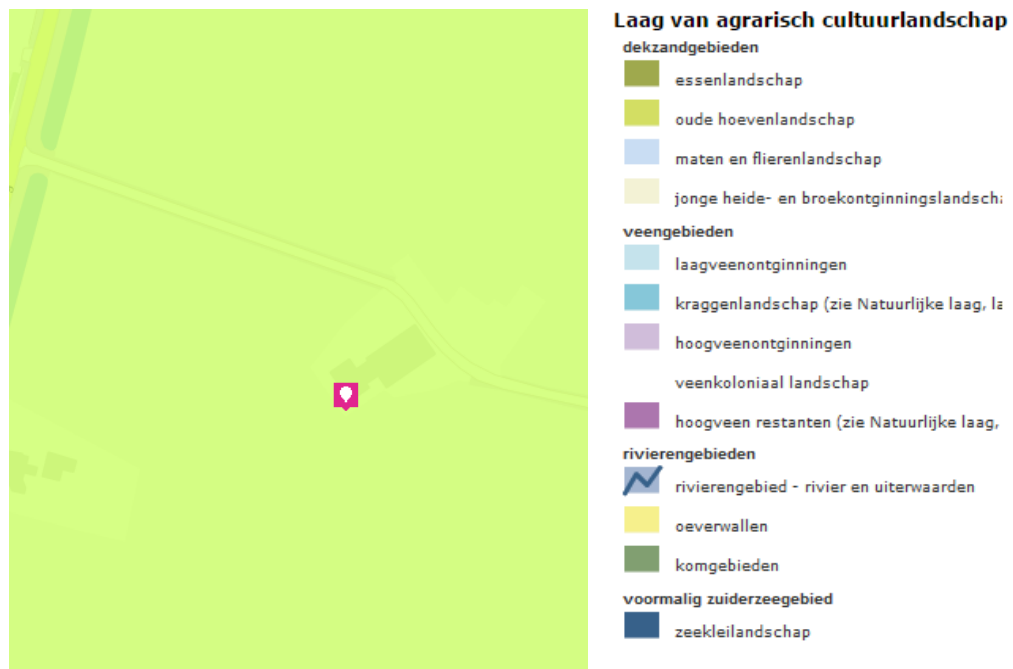 Laag van agrarisch cultuurlandschap
dekzandgebieden
essenlandschap
oude hoevenlandschap
maten en flierenlandschap
jonge heide- en broekontginningslandscha
veengebieden
laagveenontginningen
kraggenlandschap (zie Natuurlijke laag, la
hoogveenontginningen
veenkoloniaal landschap
hoogveen restanten (zie Natuurlijke laag,
rivierengebieden
rivierengebied - rivier en uiterwaarden
oeverwallen
komgebieden
voormalig zuiderzeegebied
zeekleilandschap